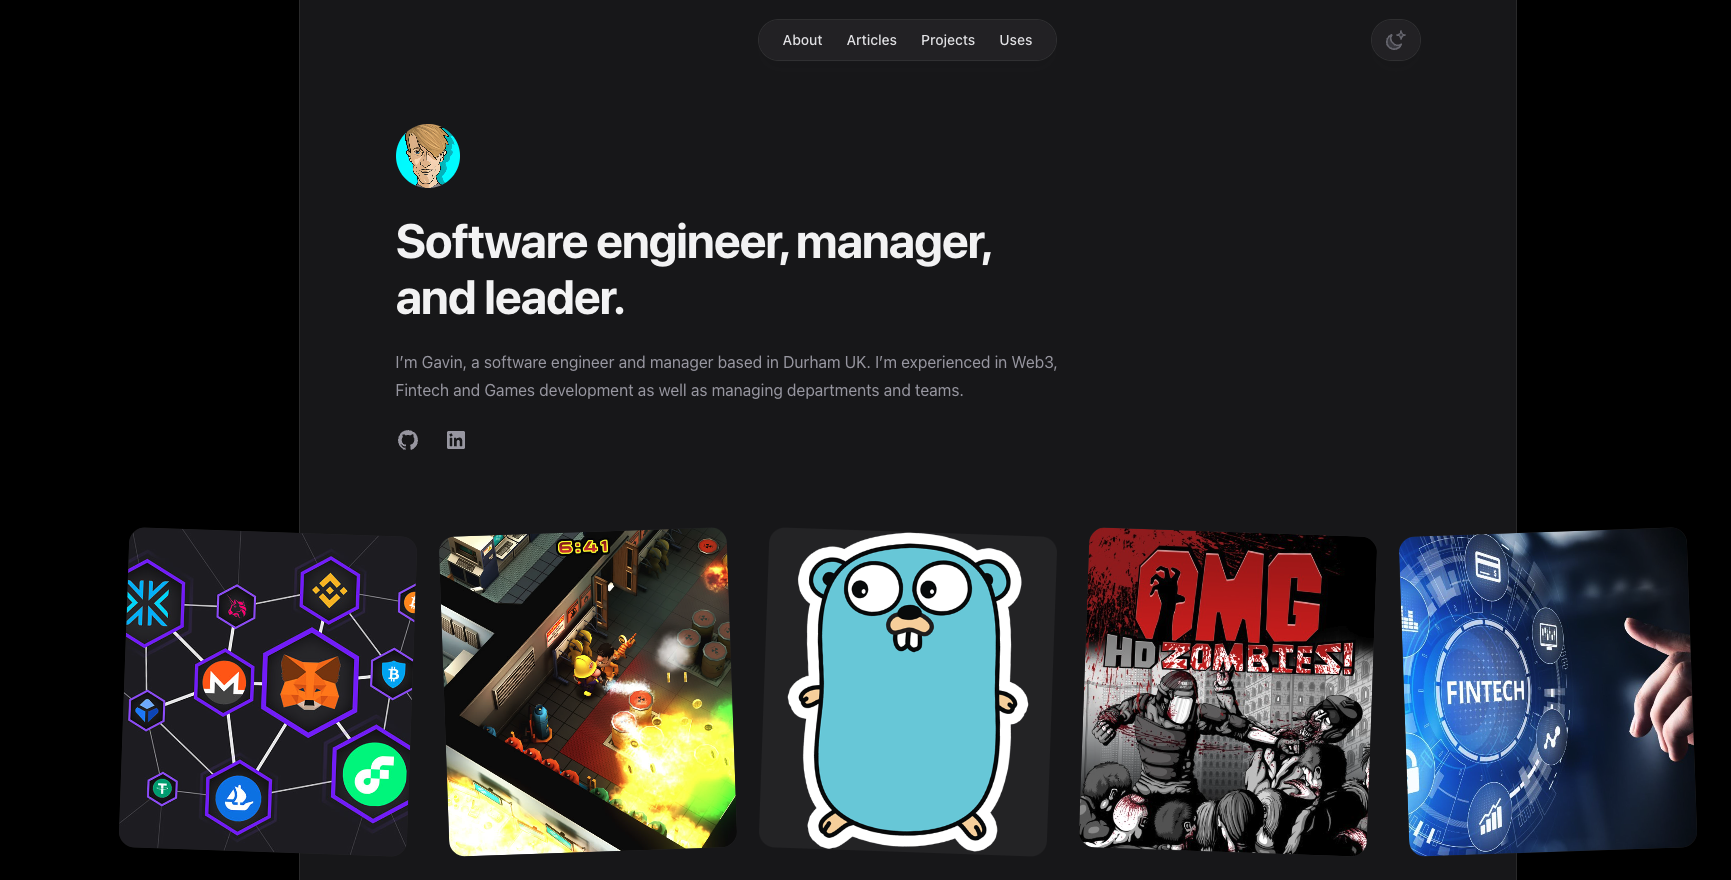 About
Articles
Projects
Uses
Software engineer, manager,
and leader.
I’m Gavin, a software engineer and manager based in Durham UK. I’m experienced in Web3,
Fintech and Games development as well as managing departments and teams.
6:41
OMG
HD ZOMBIES!
FINTECH